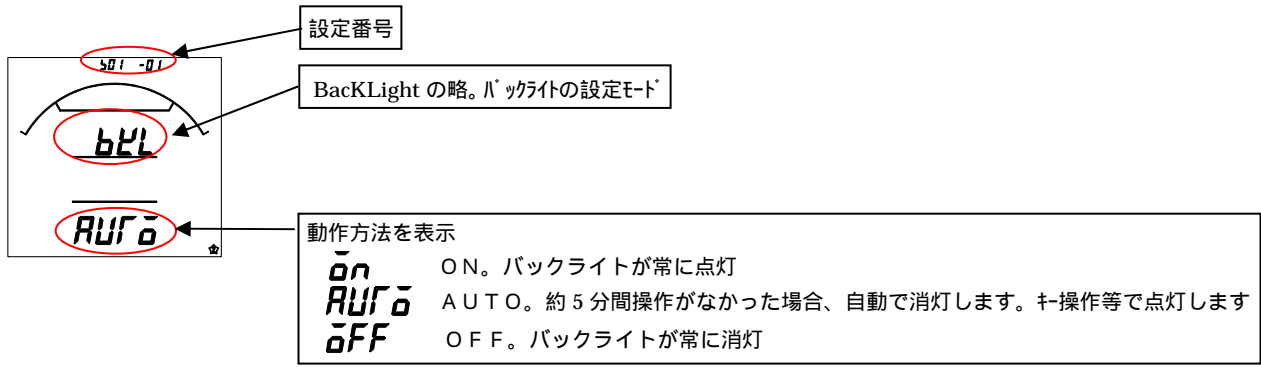 設定番号
501 -01
BacKLight の略。ﾊﾞｯｸﾗｲﾄの設定ﾓｰﾄﾞ
bKL
AUTo
動作方法を表示
on ＯＮ。バックライトが常に点灯
AUTo ＡＵＴＯ。約５分間操作がなかった場合、自動で消灯します。ｷｰ操作等で点灯します
oFF ＯＦＦ。バックライトが常に消灯